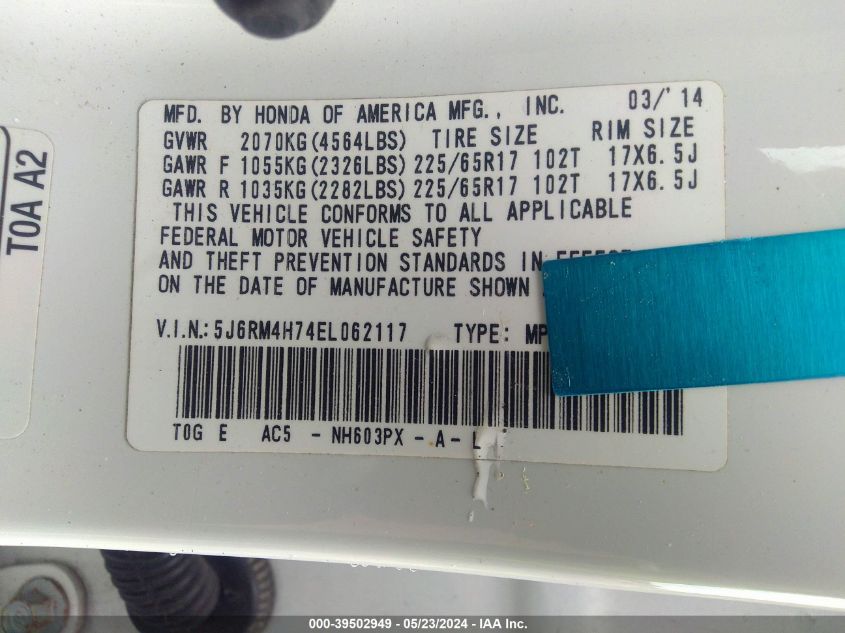 MFD. BY HONDA OF AMERICA MFG., INC. 03/'14
GVWR 2070KG(4564LBS) TIRE SIZE RIM SIZE
GAWR F 1055KG(2326LBS) 225/65R17 102T 17X6.5J
GAWR R 1035KG(2282LBS) 225/65R17 102T 17X6.5J
THIS VEHICLE CONFORMS TO ALL APPLICABLE
FEDERAL MOTOR VEHICLE SAFETY
AND THEFT PREVENTION STANDARDS IN EFFECT
ON THE DATE OF MANUFACTURE SHOWN
V.I.N.:5J6RM4H74EL062117 TYPE: MP
T0G E AC5 - NH603PX - A - L
T0A A2
000-39502949 - 05/23/2024 - IAA Inc.